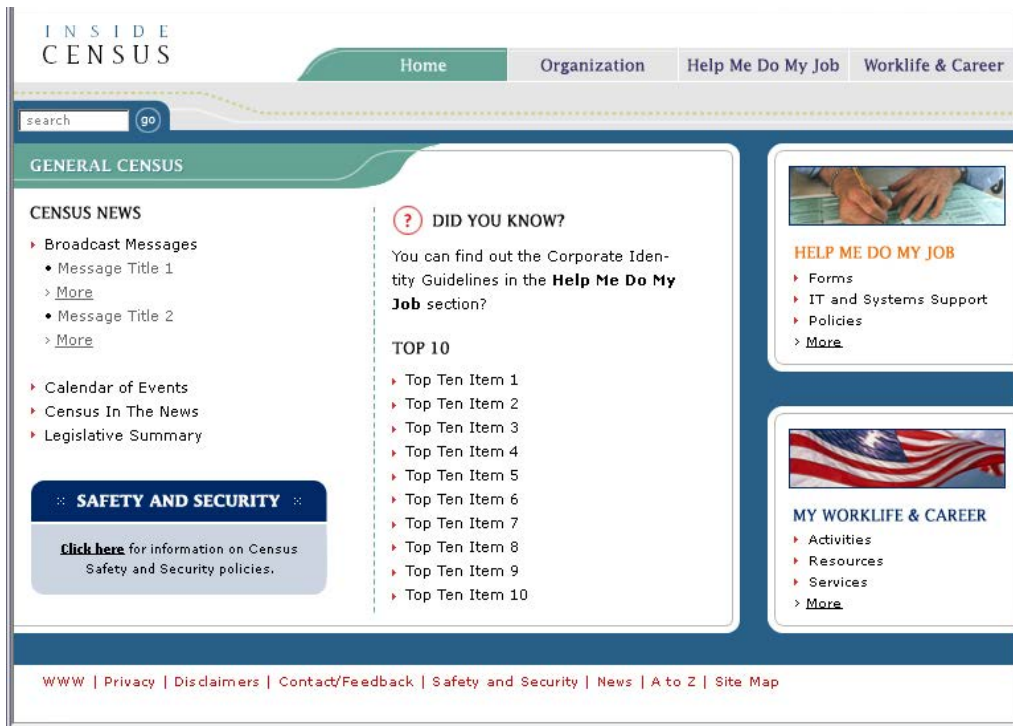 INSIDE
CENSUS
Home
Organization
Help Me Do My Job
Worklife & Career
search
go
GENERAL CENSUS
CENSUS NEWS
Broadcast Messages
• Message Title 1
> More
• Message Title 2
> More
Calendar of Events
Census In The News
Legislative Summary
:: SAFETY AND SECURITY ::
Click here for information on Census
Safety and Security policies.
? DID YOU KNOW?
You can find out the Corporate Iden-
tity Guidelines in the Help Me Do My
Job section?
TOP 10
Top Ten Item 1
Top Ten Item 2
Top Ten Item 3
Top Ten Item 4
Top Ten Item 5
Top Ten Item 6
Top Ten Item 7
Top Ten Item 8
Top Ten Item 9
Top Ten Item 10
HELP ME DO MY JOB
Forms
IT and Systems Support
Policies
> More
MY WORKLIFE & CAREER
Activities
Resources
Services
> More
WWW | Privacy | Disclaimers | Contact/Feedback | Safety and Security | News | A to Z | Site Map